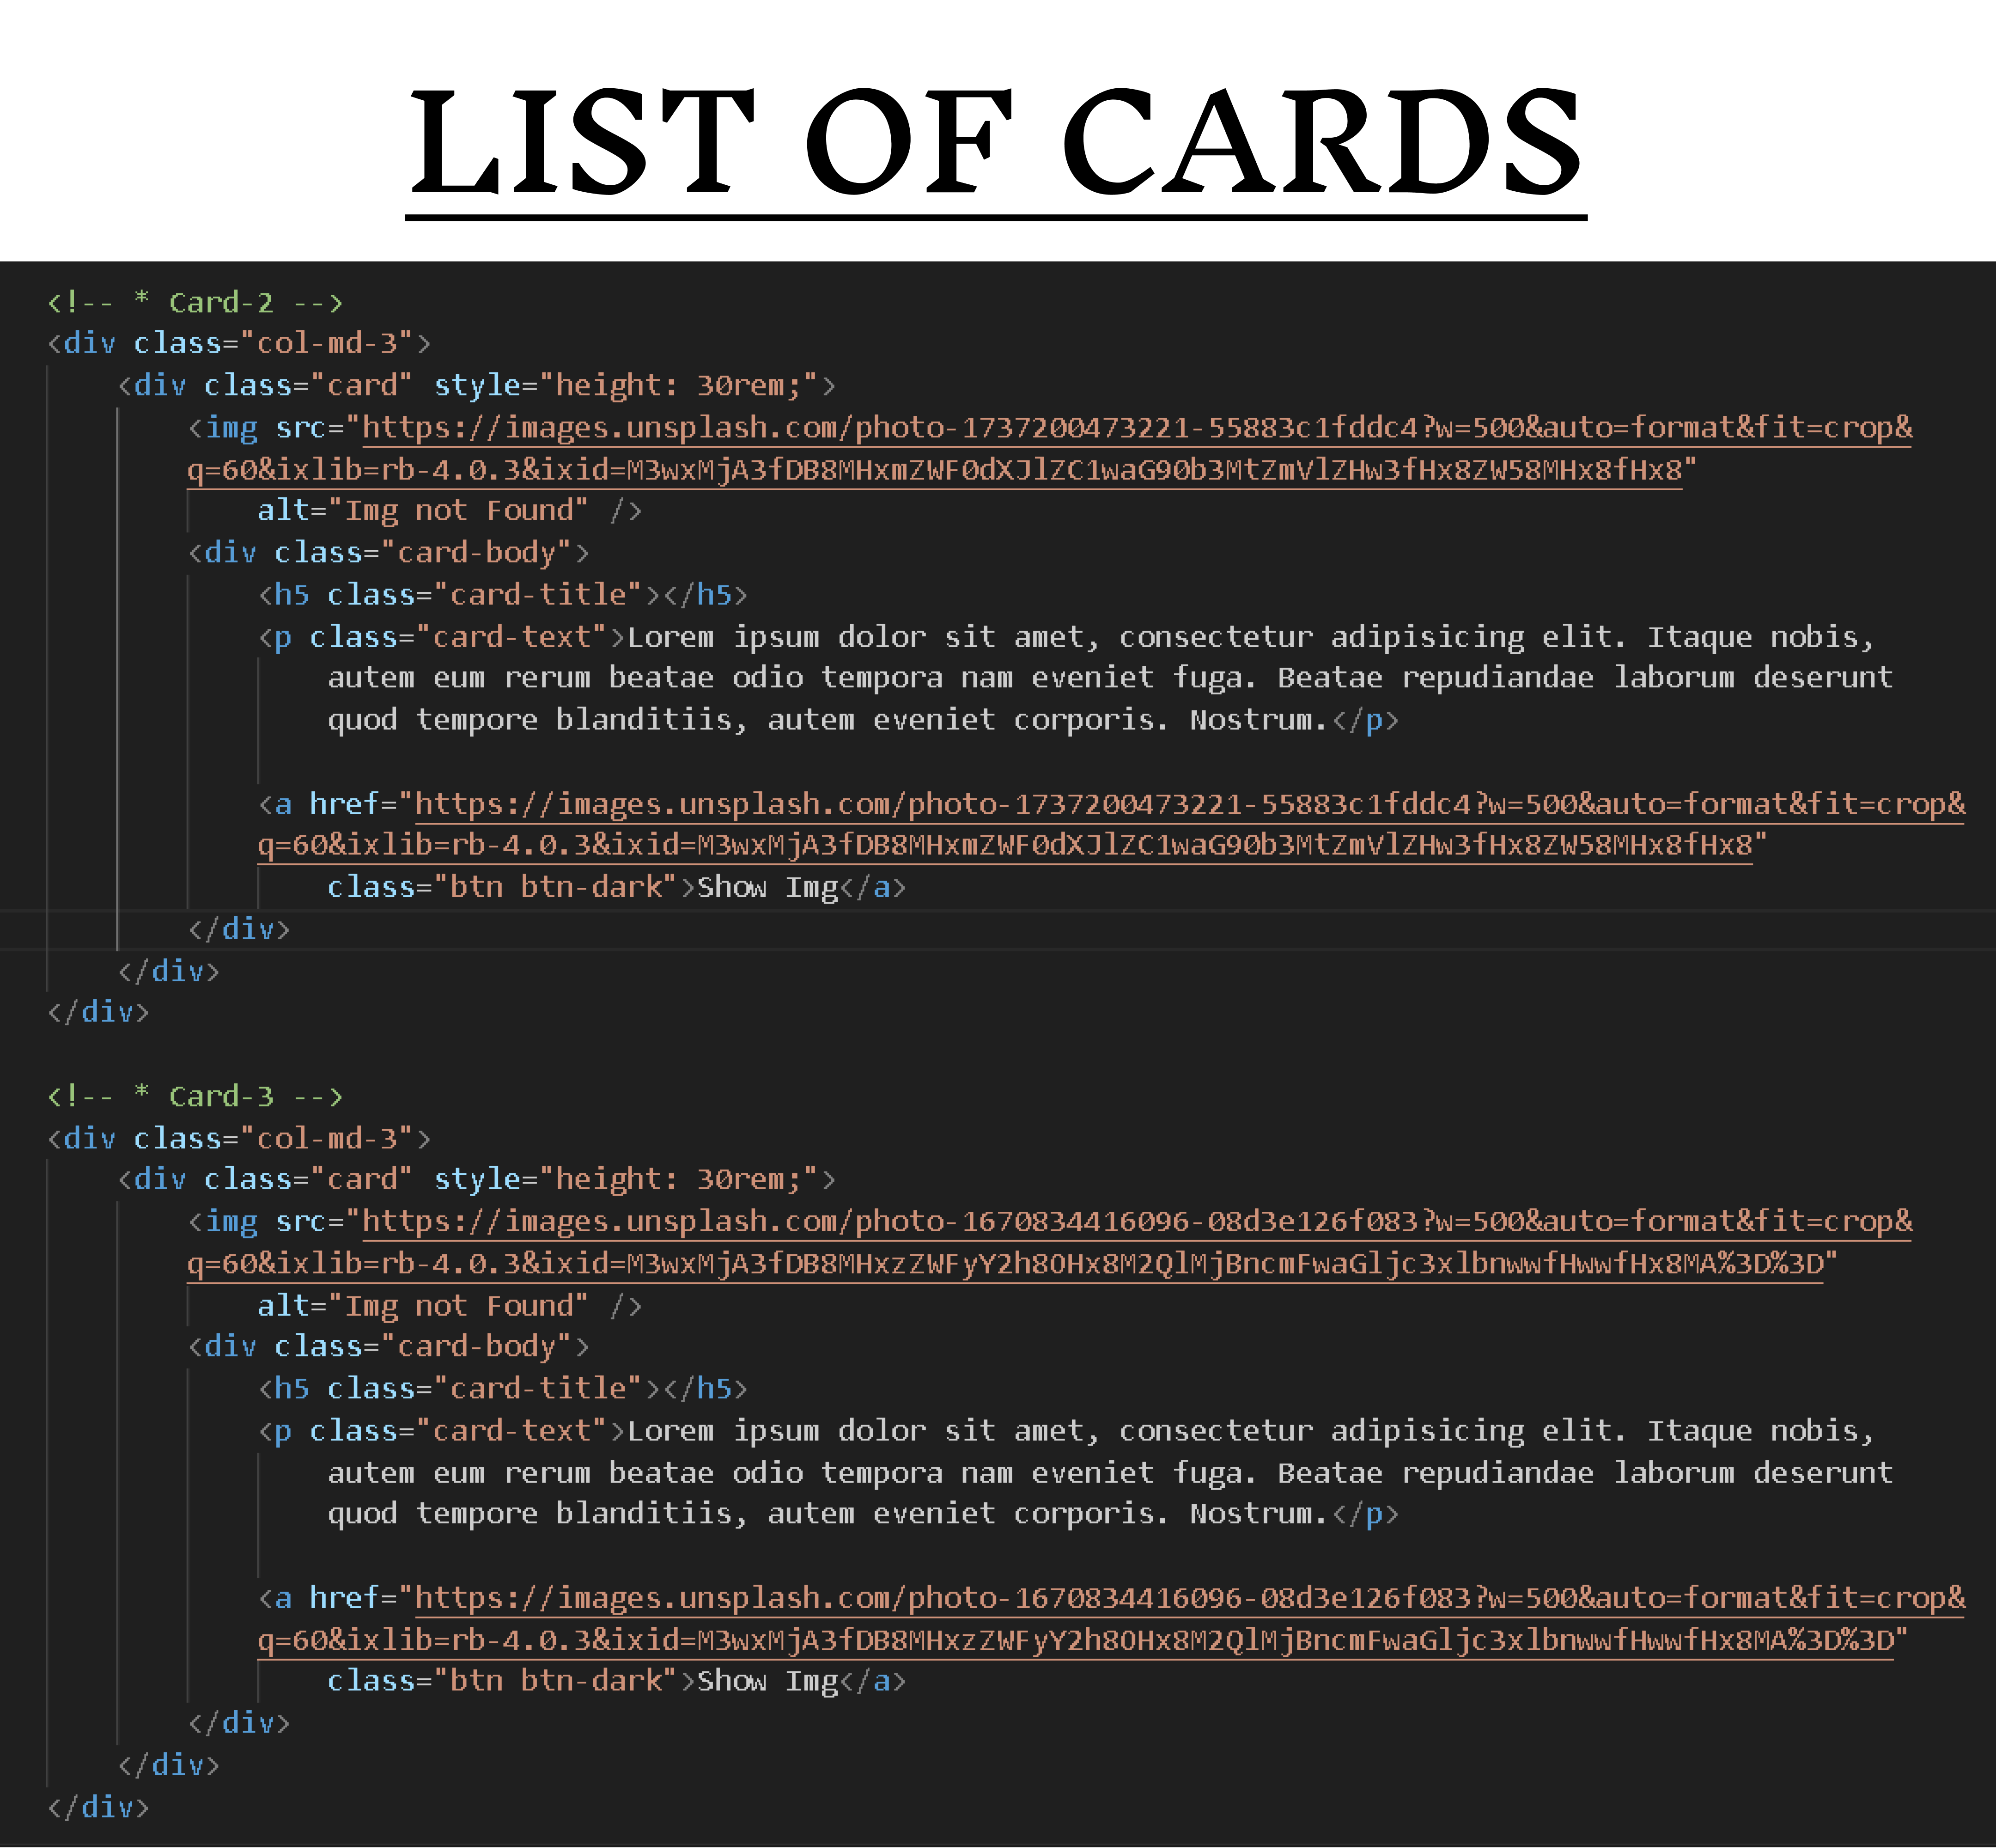 LIST OF CARDS
<!-- * Card-2 -->
<div class="col-md-3">
<div class="card" style="height: 30rem;">
<img src="https://images.unsplash.com/photo-1737200473221-55883c1fddc4?w=500&auto=format&fit=crop&
q=60&ixlib=rb-4.0.3&ixid=M3wxMjA3fDB8MHxmZWF0dXJlZC1waG90b3MtZmVlZHw3fHx8ZW58MHx8fHx8"
alt="Img not Found" />
<div class="card-body">
<h5 class="card-title"></h5>
<p class="card-text">Lorem ipsum dolor sit amet, consectetur adipisicing elit. Itaque nobis,
autem eum rerum beatae odio tempora nam eveniet fuga. Beatae repudiandae laborum deserunt
quod tempore blanditiis, autem eveniet corporis. Nostrum.</p>
<a href="https://images.unsplash.com/photo-1737200473221-55883c1fddc4?w=500&auto=format&fit=crop&
q=60&ixlib=rb-4.0.3&ixid=M3wxMjA3fDB8MHxmZWF0dXJlZC1waG90b3MtZmVlZHw3fHx8ZW58MHx8fHx8"
class="btn btn-dark">Show Img</a>
</div>
</div>
</div>
<!-- * Card-3 -->
<div class="col-md-3">
<div class="card" style="height: 30rem;">
<img src="https://images.unsplash.com/photo-1670834416096-08d3e126f083?w=500&auto=format&fit=crop&
q=60&ixlib=rb-4.0.3&ixid=M3wxMjA3fDB8MHxzZWFyY2h8OHx8M2QlMjBncmFwaGljc3xlbnwwfHwwfHx8MA%3D%3D"
alt="Img not Found" />
<div class="card-body">
<h5 class="card-title"></h5>
<p class="card-text">Lorem ipsum dolor sit amet, consectetur adipisicing elit. Itaque nobis,
autem eum rerum beatae odio tempora nam eveniet fuga. Beatae repudiandae laborum deserunt
quod tempore blanditiis, autem eveniet corporis. Nostrum.</p>
<a href="https://images.unsplash.com/photo-1670834416096-08d3e126f083?w=500&auto=format&fit=crop&
q=60&ixlib=rb-4.0.3&ixid=M3wxMjA3fDB8MHxzZWFyY2h8OHx8M2QlMjBncmFwaGljc3xlbnwwfHwwfHx8MA%3D%3D"
class="btn btn-dark">Show Img</a>
</div>
</div>
</div>